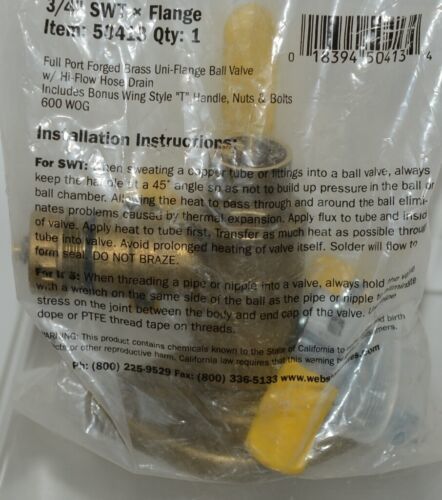 3/4" SWT × Flange
Item: 50413 Qty: 1
0 18394 50413 4
Full Port Forged Brass Uni-Flange Ball Valve
w/ Hi-Flow Hose Drain
Includes Bonus Wing Style "T" Handle, Nuts & Bolts
600 WOG
Installation Instructions:
For SWT: When sweating a copper tube or fittings into a ball valve, always
keep the handle at a 45° angle so as not to build up pressure in the ball or
ball chamber. Allowing the heat to pass through and around the ball elimi-
nates problems caused by thermal expansion. Apply flux to tube and inside
of valve. Apply heat to tube first. Transfer as much heat as possible through
tube into valve. Avoid prolonged heating of valve itself. Solder will flow to
form seal. DO NOT BRAZE.
For IPS: When threading a pipe or nipple into a valve, always hold the valve
with a wrench on the same side of the ball as the pipe or nipple to eliminate
stress on the joint between the body and end cap of the valve. Use pipe
dope or PTFE thread tape on threads.
WARNING: This product contains chemicals known to the State of California to
birth
or other reproductive harm. California law requires that this warning
.com/
Ph: (800) 225-9529 Fax: (800) 336-5133 www.webs